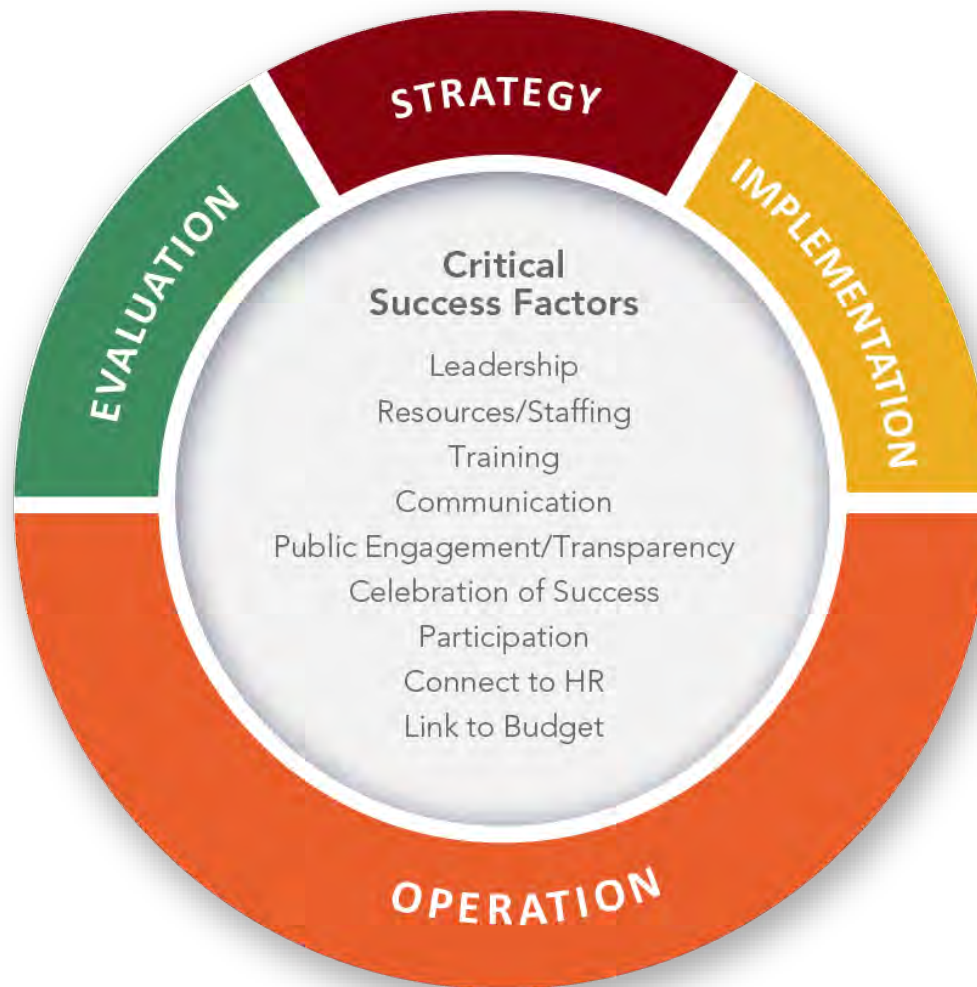 STRATEGY
IMPLEMENTATION
EVALUATION
Critical
Success Factors
Leadership
Resources/Staffing
Training
Communication
Public Engagement/Transparency
Celebration of Success
Participation
Connect to HR
Link to Budget
OPERATION